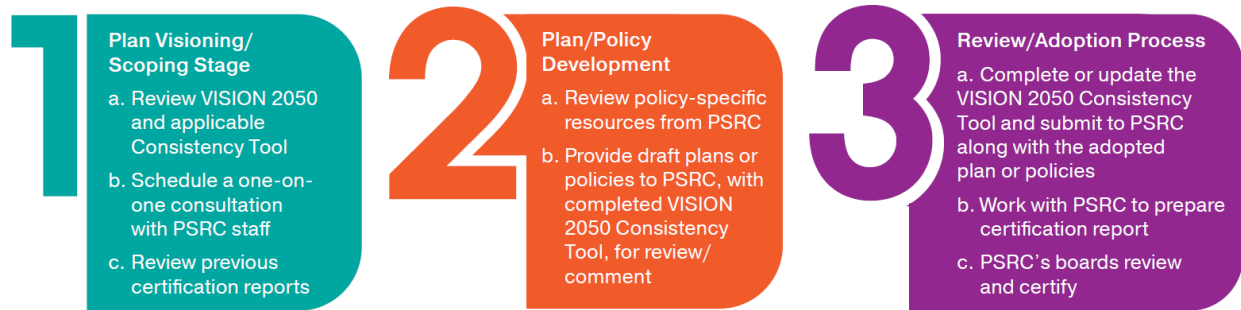 1
Plan Visioning/
Scoping Stage
a. Review VISION 2050
and applicable
Consistency Tool
b. Schedule a one-on-
one consultation
with PSRC staff
c. Review previous
certification reports
2
Plan/Policy
Development
a. Review policy-specific
resources from PSRC
b. Provide draft plans or
policies to PSRC, with
completed VISION
2050 Consistency
Tool, for review/
comment
3
Review/Adoption Process
a. Complete or update the
VISION 2050 Consistency
Tool and submit to PSRC
along with the adopted
plan or policies
b. Work with PSRC to prepare
certification report
c. PSRC's boards review
and certify